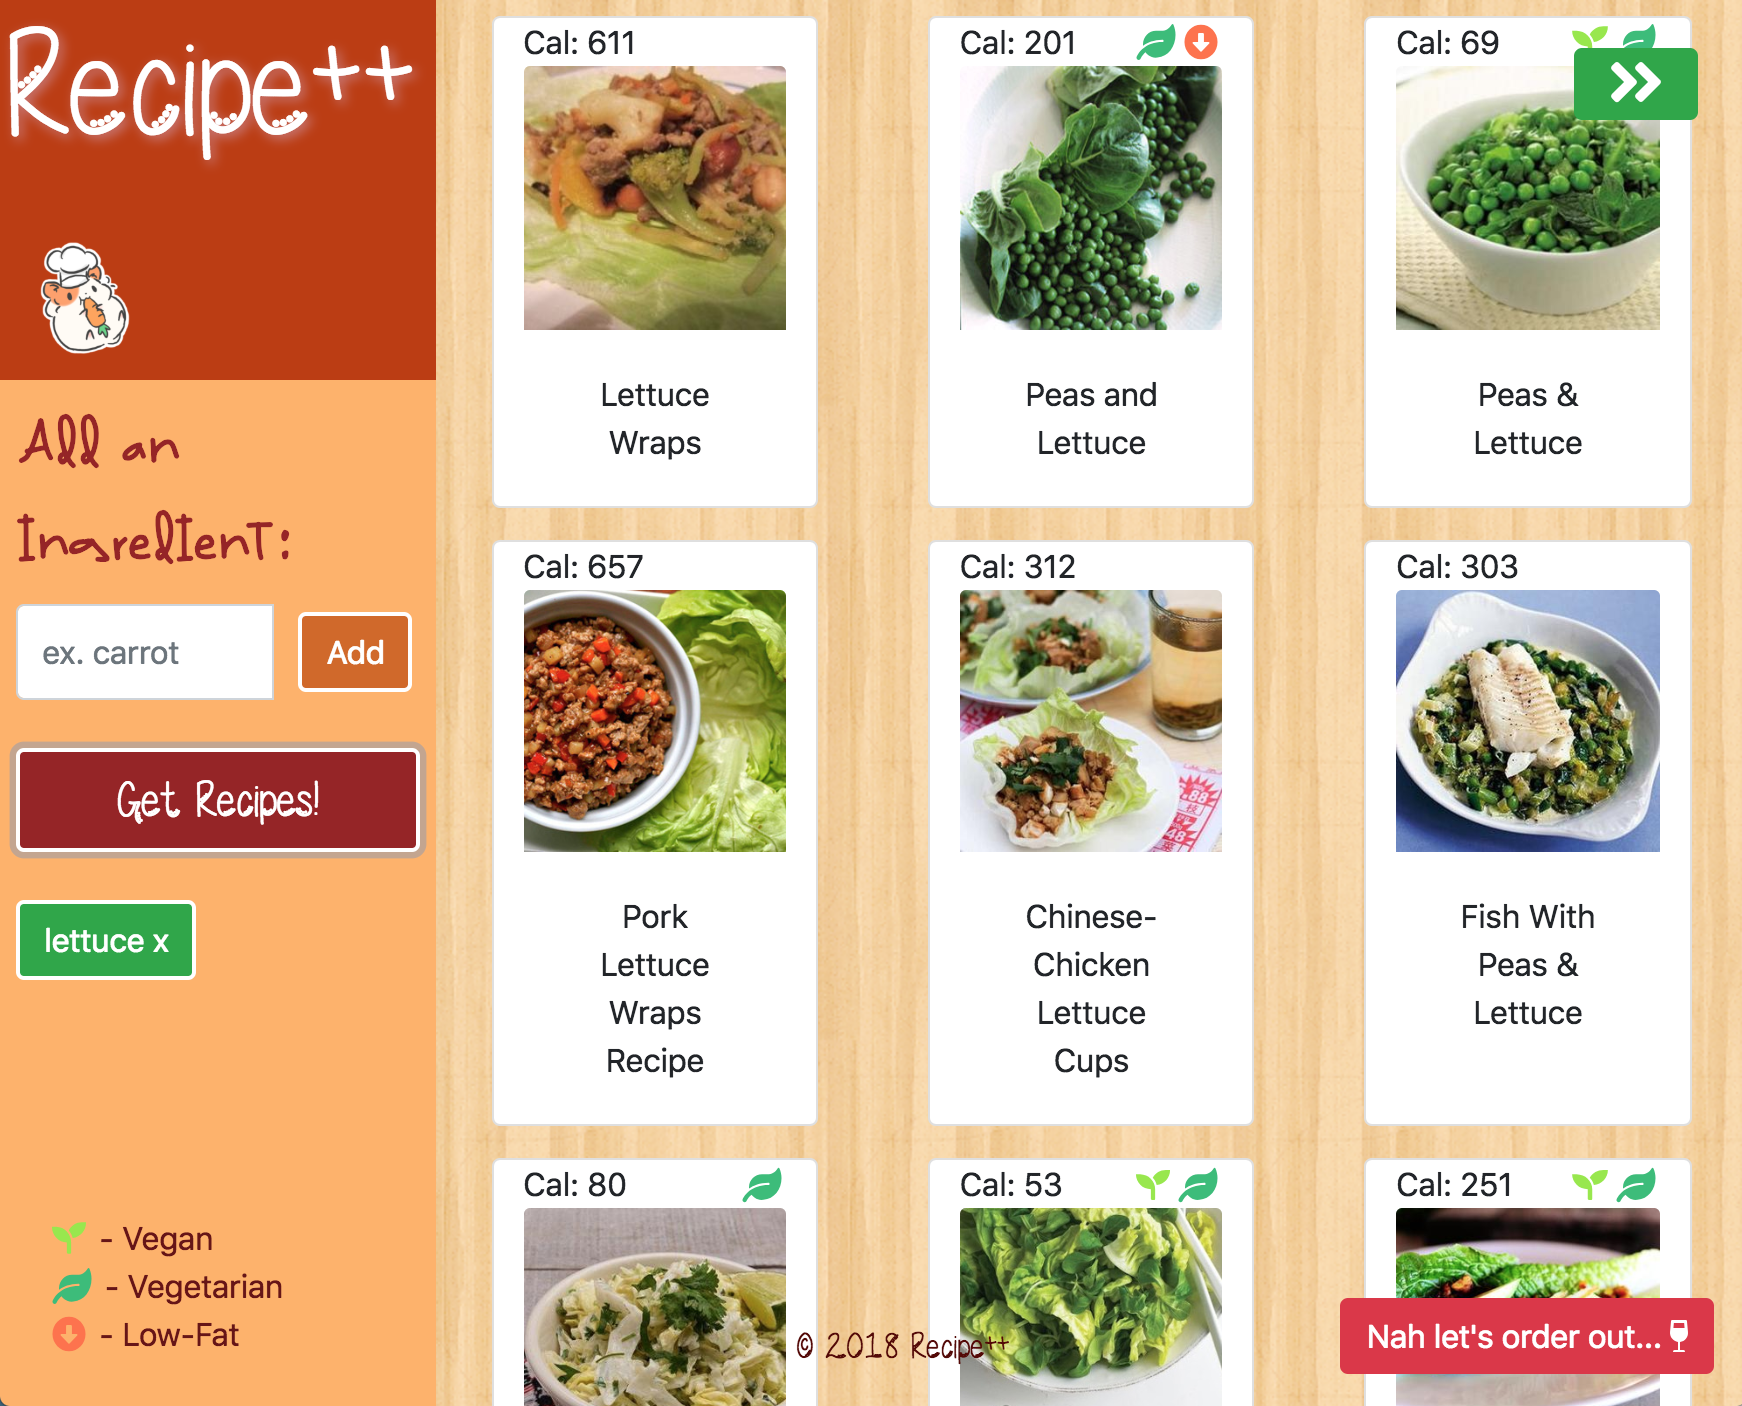 Recipe++
Add an
Ingredient:
ex. carrot
Add
Get Recipes!
lettuce x
- Vegan
- Vegetarian
- Low-Fat
Cal: 611
Lettuce
Wraps
Cal: 201
Peas and
Lettuce
Cal: 69
Peas &
Lettuce
Cal: 657
Pork
Lettuce
Wraps
Recipe
Cal: 312
.88
48
Chinese-
Chicken
Lettuce
Cups
Cal: 303
Fish With
Peas &
Lettuce
Cal: 80
Cal: 53
Cal: 251
© 2018 Recipe++
Nah let's order out...